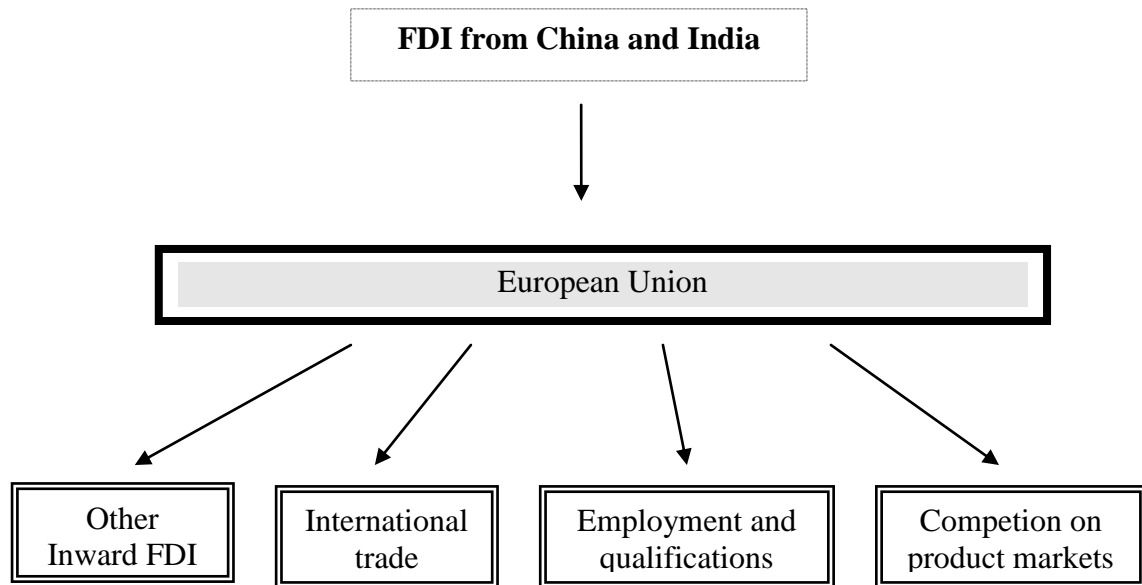 FDI from China and India
European Union
Other
Inward FDI
International
trade
Employment and
qualifications
Competion on
product markets